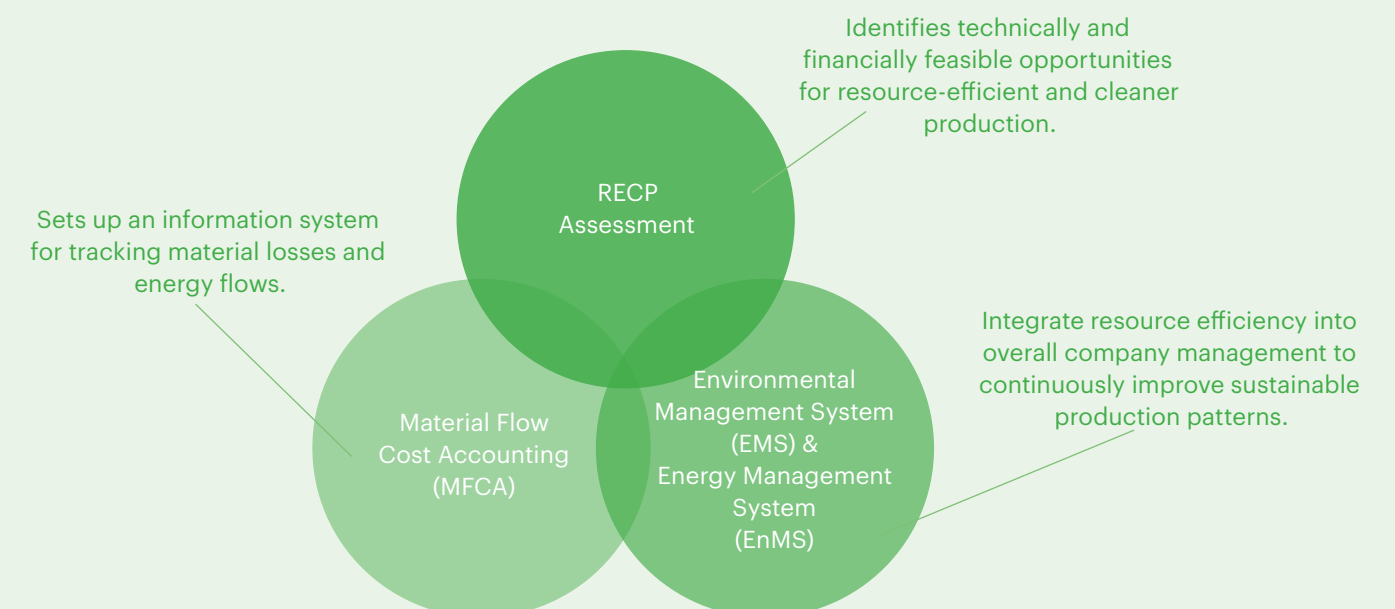 Identifies technically and
financially feasible opportunities
for resource-efficient and cleaner
production.
RECP
Assessment
Sets up an information system
for tracking material losses and
energy flows.
Integrate resource efficiency into
overall company management to
continuously improve sustainable
production patterns.
Material Flow
Cost Accounting
(MFCA)
Environmental
Management System
(EMS) &
Energy Management
System
(EnMS)